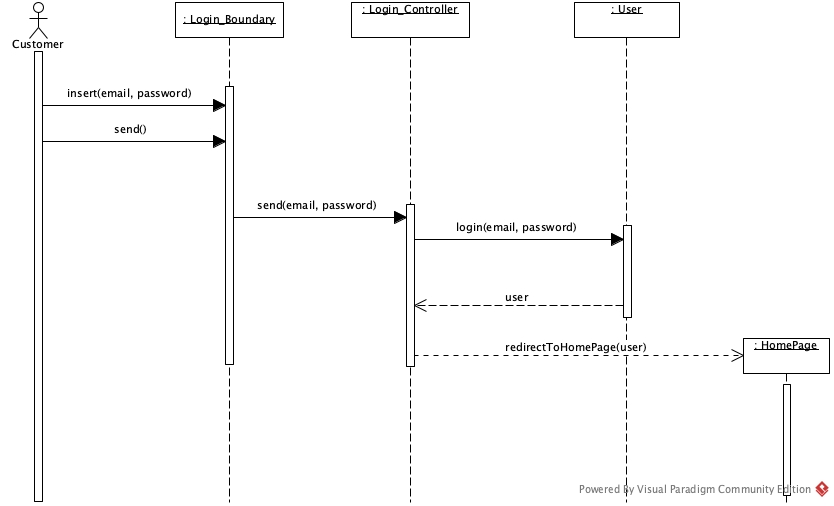 : Login_Boundary
: Login_Controller
: User
Customer
insert(email, password)
send()
send(email, password)
login(email, password)
user
redirectToHomePage(user)
: HomePage
Powered By Visual Paradigm Community Edition